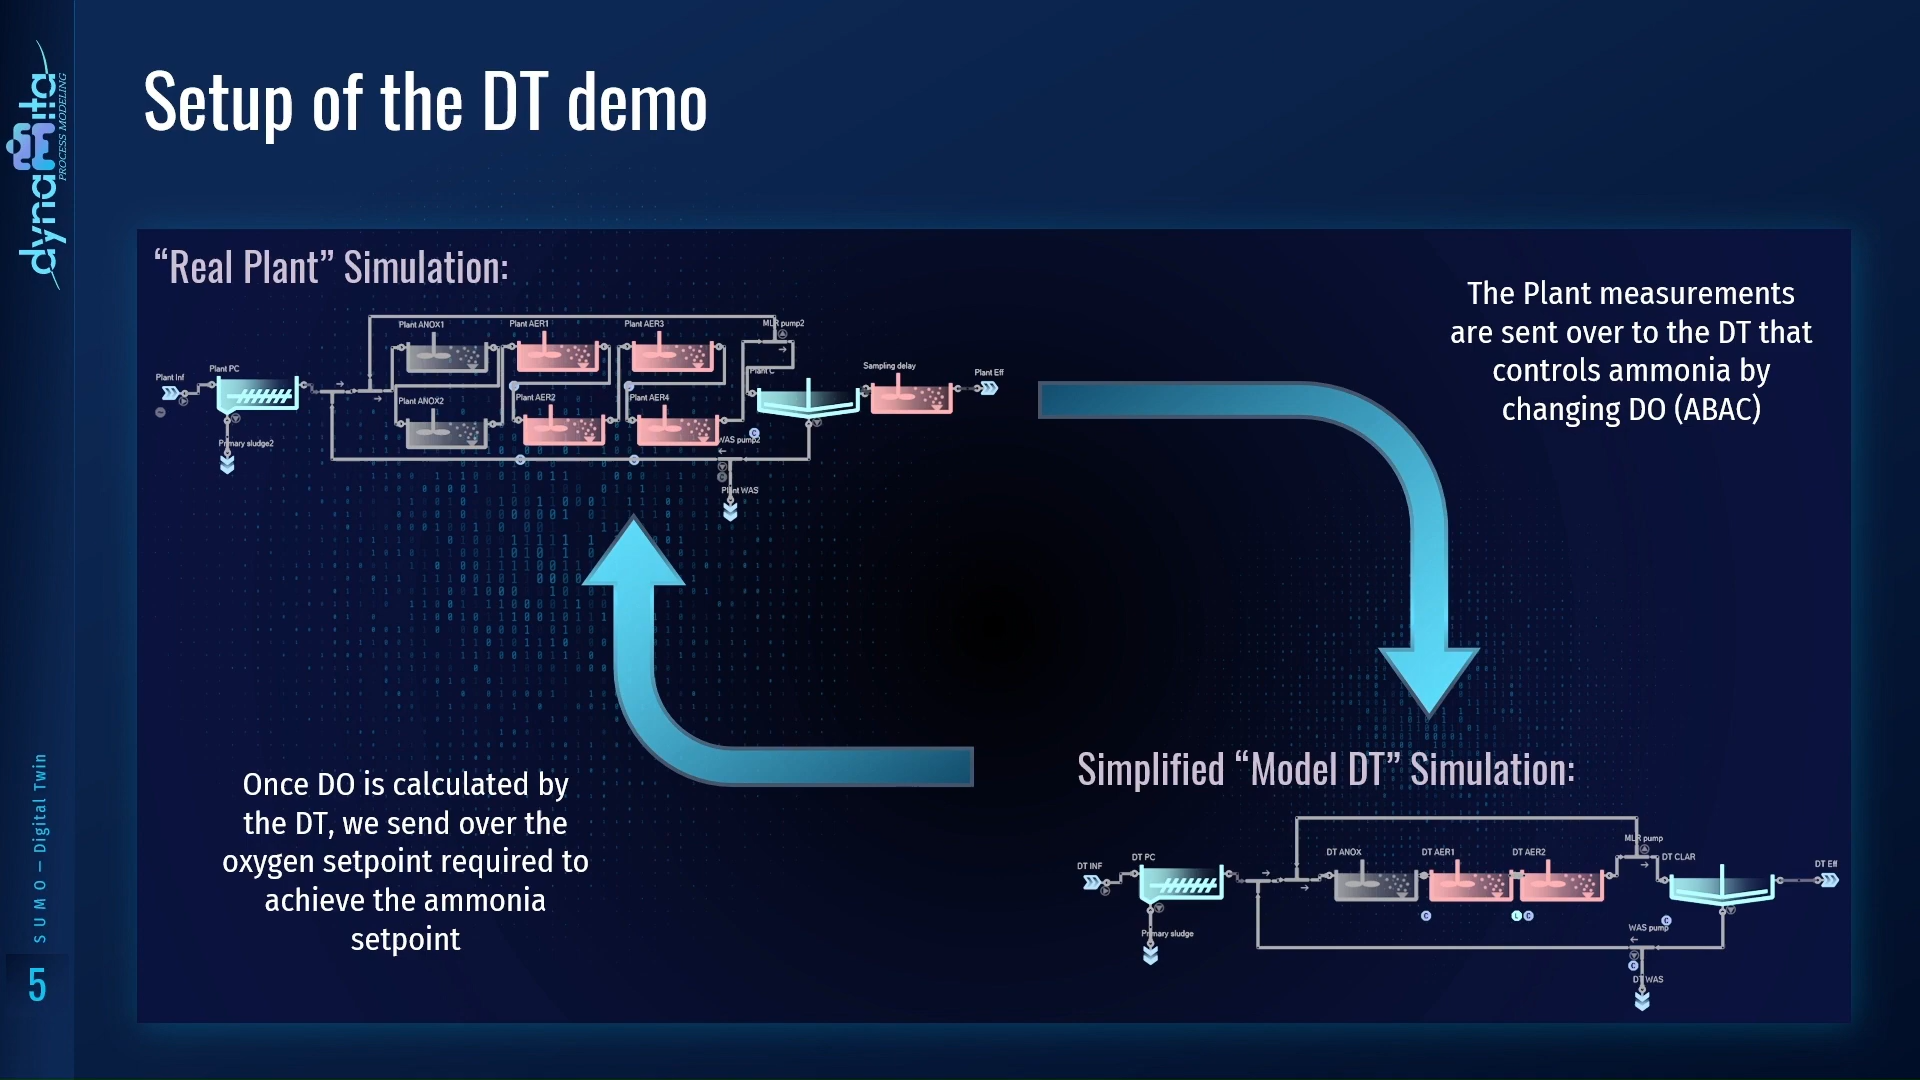 dynamita
PROCESS MODELING
Setup of the DT demo
“Real Plant” Simulation:
Plant Inf
Plant PC
Primary sludge2
Plant ANOX1
Plant ANOX2
Plant AER1
Plant AER2
Plant AER3
Plant AER4
MLR pump2
Plant C
WAS pump2
Plant WAS
Sampling delay
Plant Eff
The Plant measurements
are sent over to the DT that
controls ammonia by
changing DO (ABAC)
Once DO is calculated by
the DT, we send over the
oxygen setpoint required to
achieve the ammonia
setpoint
Simplified “Model DT” Simulation:
DT INF
DT PC
Primary sludge
DT ANOX
DT AER1
DT AER2
MLR pump
DT CLAR
WAS pump
DT WAS
DT Eff
SUMO – Digital Twin
5